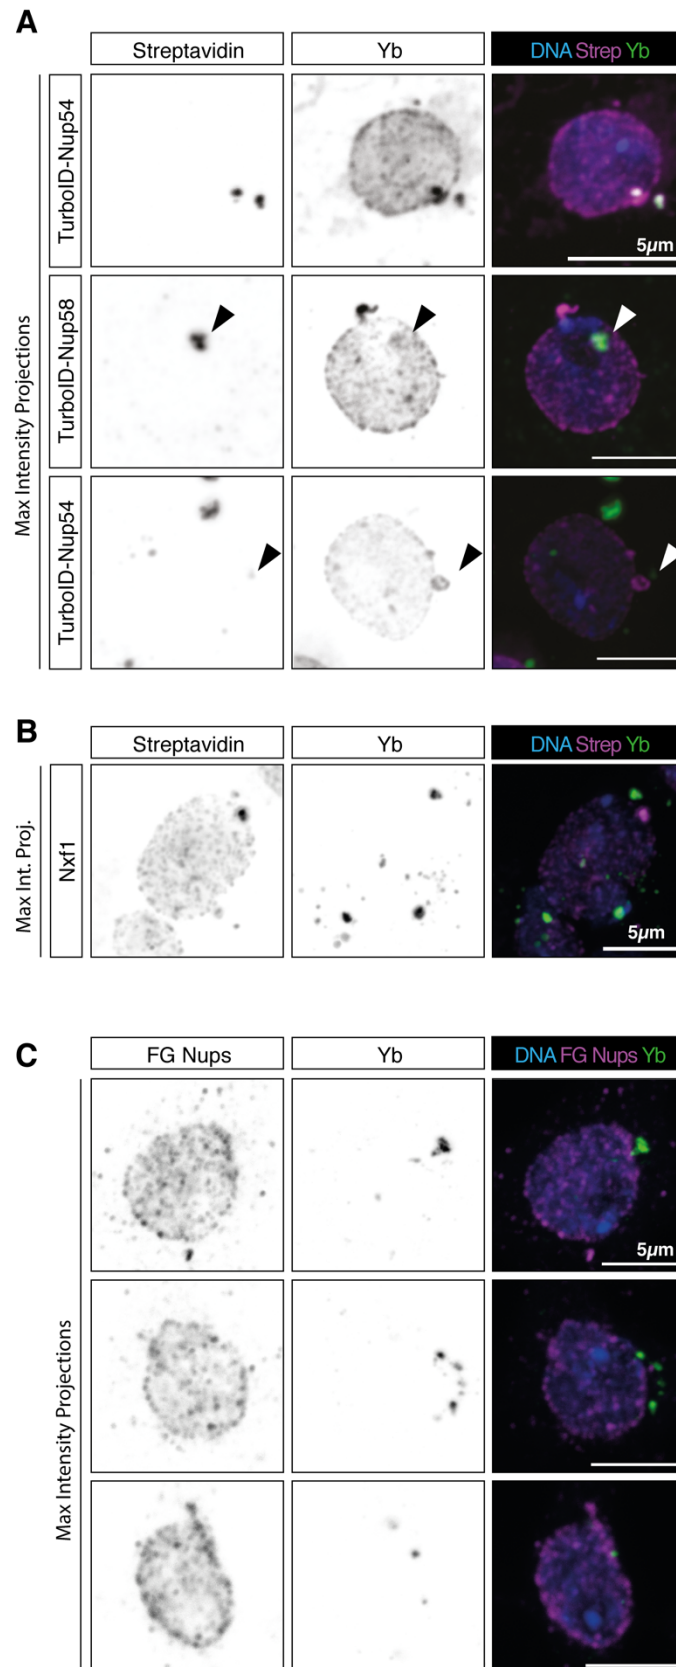 A
Streptavidin
Yb
DNA Strep Yb
Max Intensity Projections
TurboID-Nup54
5µm
TurboID-Nup58
TurboID-Nup54
B
Streptavidin
Yb
DNA Strep Yb
Max Int. Proj.
Nxf1
5µm
C
FG Nups
Yb
DNA FG Nups Yb
Max Intensity Projections
5µm